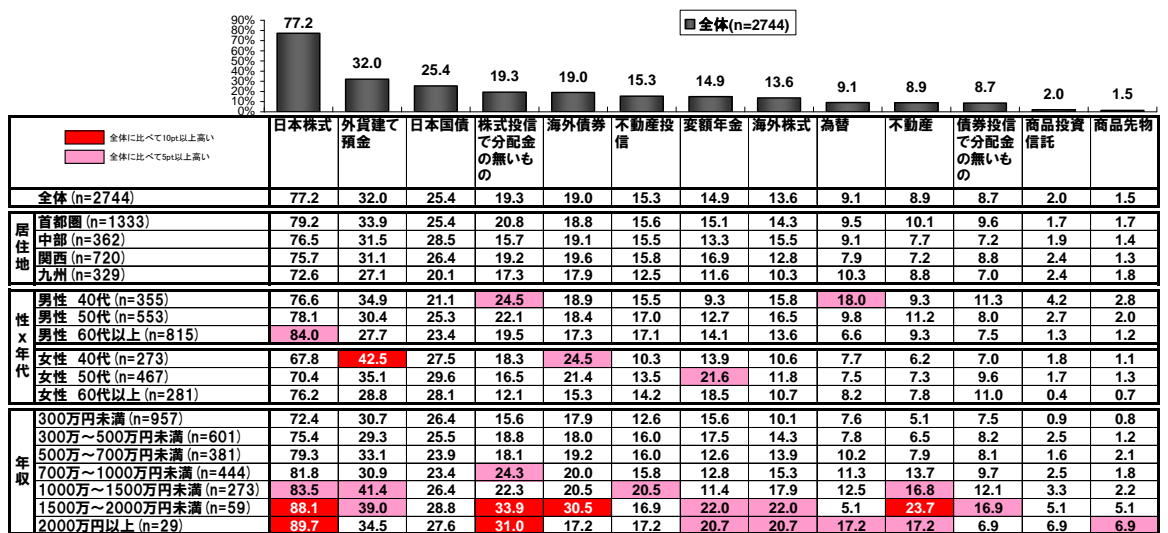 90%
80%
70%
60%
50%
40%
30%
20%
10%
0%
77.2 32.0 25.4 19.3 19.0 15.3 14.9 13.6 9.1 8.9 8.7 2.0 1.5
全体(n=2744)
全体に比べて10pt以上高い
全体に比べて5pt以上高い
日本株式 外貨建て預金 日本国債 株式投信で分配金の無いもの 海外債券 不動産投信 変額年金 海外株式 為替 不動産 債券投信で分配金の無いもの 商品投資信託 商品先物
全体(n=2744) 77.2 32.0 25.4 19.3 19.0 15.3 14.9 13.6 9.1 8.9 8.7 2.0 1.5
居住地
首都圏(n=1333) 79.2 33.9 25.4 20.8 18.8 15.6 15.1 14.3 9.5 10.1 9.6 1.7 1.7
中部(n=362) 76.5 31.5 28.5 15.7 19.1 15.5 13.3 15.5 9.1 7.7 7.2 1.9 1.4
関西(n=720) 75.7 31.1 26.4 19.2 19.6 15.8 16.9 12.8 7.9 7.2 8.8 2.4 1.3
九州(n=329) 72.6 27.1 20.1 17.3 17.9 12.5 11.6 10.3 10.3 8.8 7.0 2.4 1.8
性x年代
男性 40代(n=355) 76.6 34.9 21.1 24.5 18.9 15.5 9.3 15.8 18.0 9.3 11.3 4.2 2.8
男性 50代(n=553) 78.1 30.4 25.3 22.1 18.4 17.0 12.7 16.5 9.8 11.2 8.0 2.7 2.0
男性 60代以上(n=815) 84.0 27.7 23.4 19.5 17.3 17.1 14.1 13.6 6.6 9.3 7.5 1.3 1.2
女性 40代(n=273) 67.8 42.5 27.5 18.3 24.5 10.3 13.9 10.6 7.7 6.2 7.0 1.8 1.1
女性 50代(n=467) 70.4 35.1 29.6 16.5 21.4 13.5 21.6 11.8 7.5 7.3 9.6 1.7 1.3
女性 60代以上(n=281) 76.2 28.8 28.1 12.1 15.3 14.2 18.5 10.7 8.2 7.8 11.0 0.4 0.7
年収
300万円未満(n=957) 72.4 30.7 26.4 15.6 17.9 12.6 15.6 10.1 7.6 5.1 7.5 0.9 0.8
300万～500万円未満(n=601) 75.4 29.3 25.5 18.8 18.0 16.0 17.5 14.3 7.8 6.5 8.2 2.5 1.2
500万～700万円未満(n=381) 79.3 33.1 23.9 18.1 19.2 16.0 12.6 13.9 10.2 7.9 8.1 1.6 2.1
700万～1000万円未満(n=444) 81.8 30.9 23.4 24.3 20.0 15.8 12.8 15.3 11.3 13.7 9.7 2.5 1.8
1000万～1500万円未満(n=273) 83.5 41.4 26.4 22.3 20.5 20.5 11.4 17.9 12.5 16.8 12.1 3.3 2.2
1500万～2000万円未満(n=59) 88.1 39.0 28.8 33.9 30.5 16.9 22.0 22.0 5.1 23.7 16.9 5.1 5.1
2000万円以上(n=29) 89.7 34.5 27.6 31.0 17.2 17.2 20.7 20.7 17.2 17.2 6.9 6.9 6.9